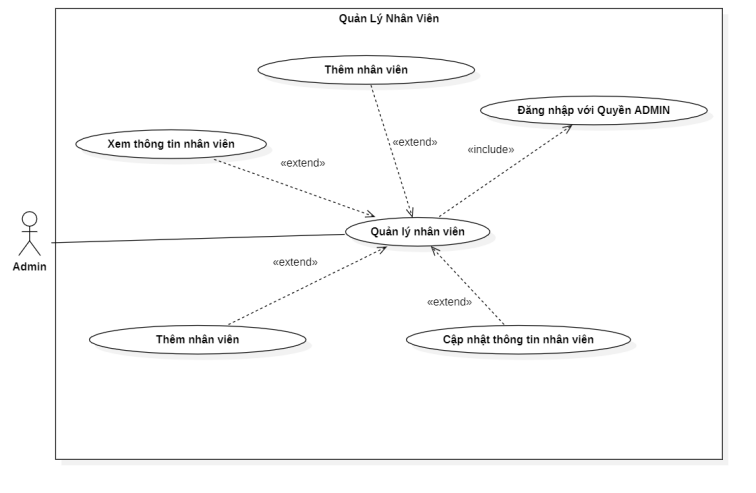 Quản Lý Nhân Viên
Thêm nhân viên
Đăng nhập với Quyền ADMIN
Xem thông tin nhân viên
«extend»
«include»
«extend»
Quản lý nhân viên
Admin
«extend»
«extend»
Thêm nhân viên
Cập nhật thông tin nhân viên